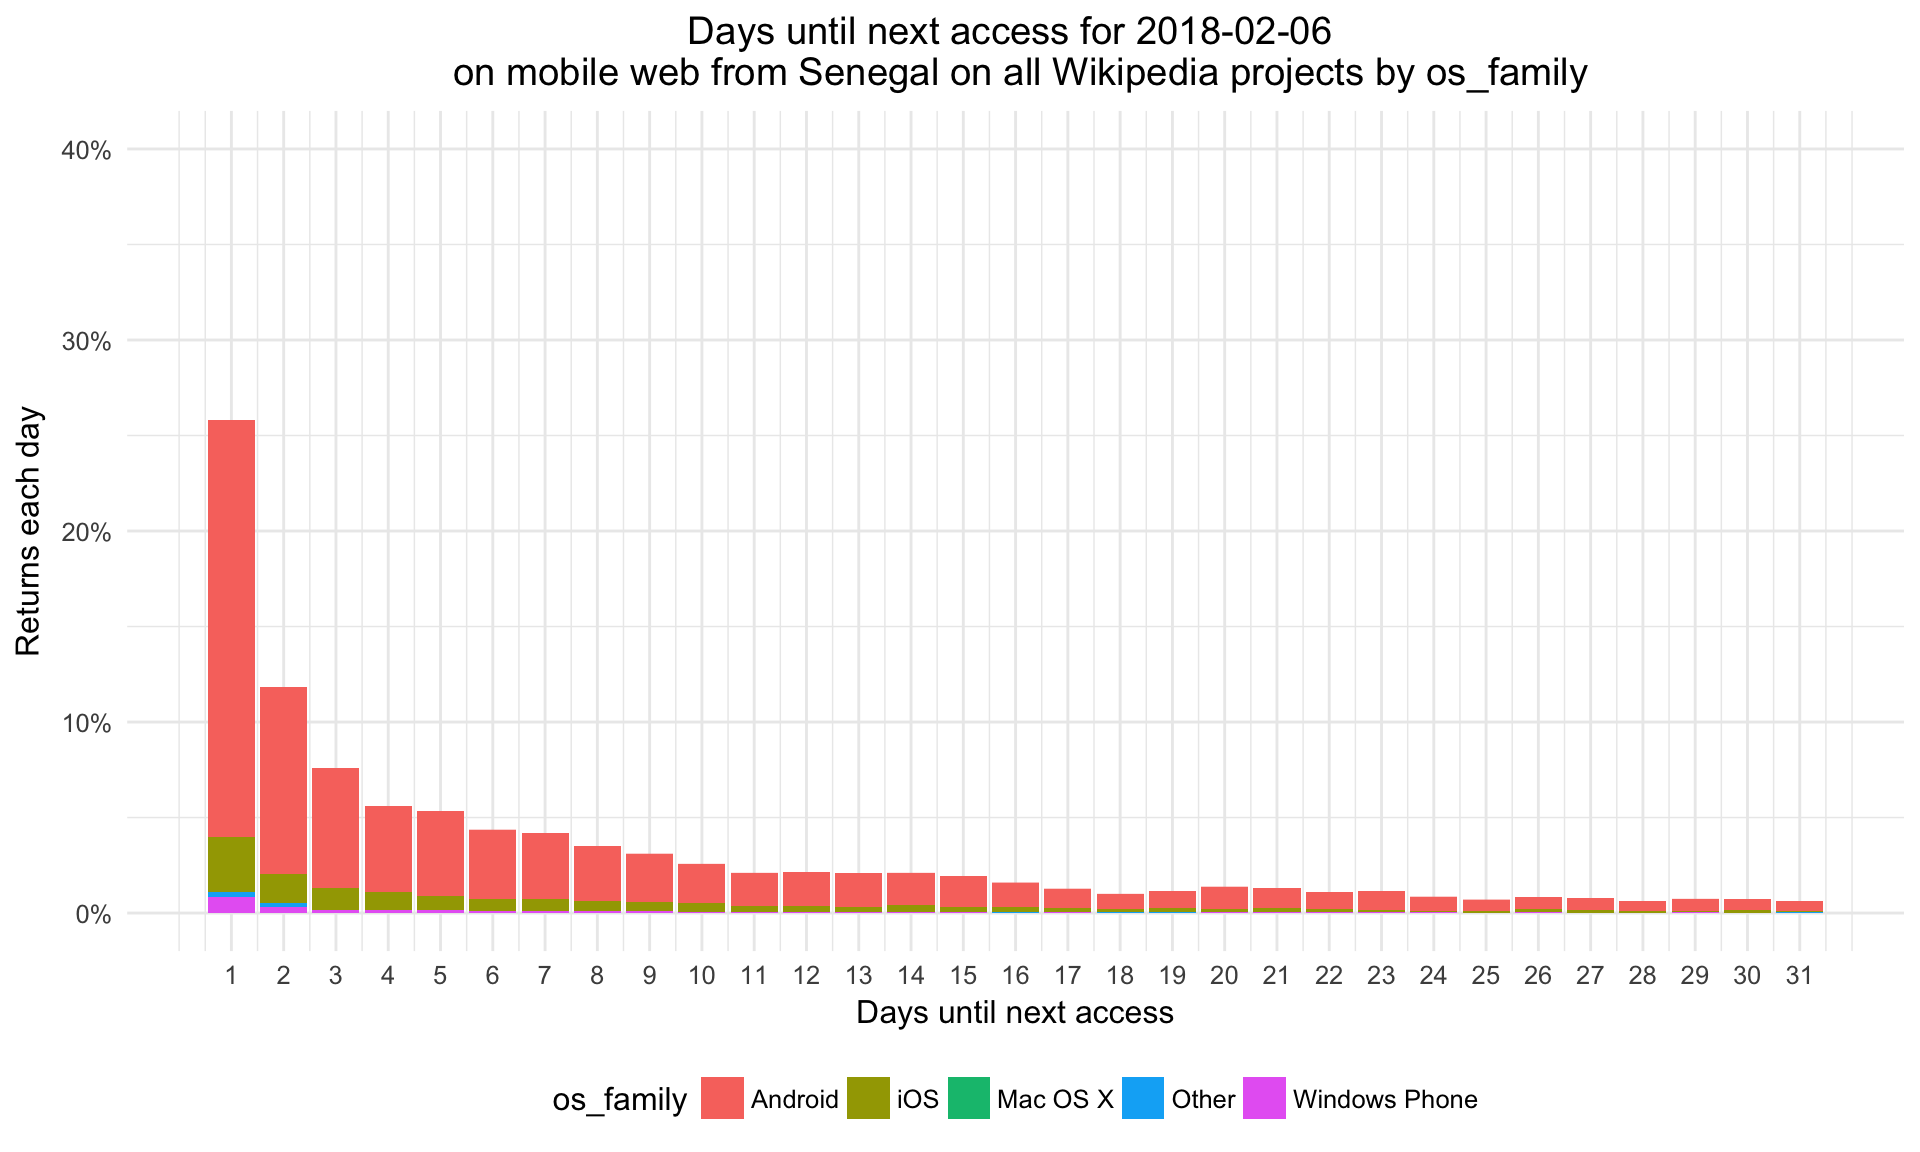 Days until next access for 2018-02-06
on mobile web from Senegal on all Wikipedia projects by os_family
Returns each day
40%
30%
20%
10%
0%
1 2 3 4 5 6 7 8 9 10 11 12 13 14 15 16 17 18 19 20 21 22 23 24 25 26 27 28 29 30 31
Days until next access
os_family Android iOS Mac OS X Other Windows Phone